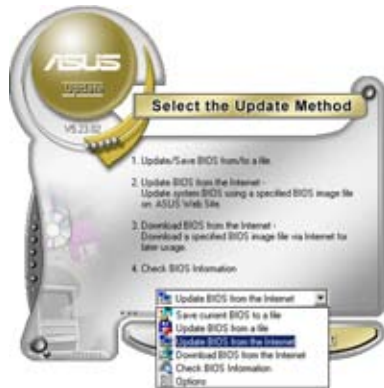 ASUS
Update
V5.23.02
Select the Update Method
1. Update/Save BIOS from/to a file
2. Update BIOS from the Internet -
Update system BIOS using a specified BIOS image file
on ASUS Web Site.
3. Download BIOS from the Internet -
Download a specified BIOS image file via Internet for
later usage.
4. Check BIOS Information
Update BIOS from the Internet
Save current BIOS to a file
Update BIOS from a file
Update BIOS from the Internet
Download BIOS from the Internet
Check BIOS Information
Options